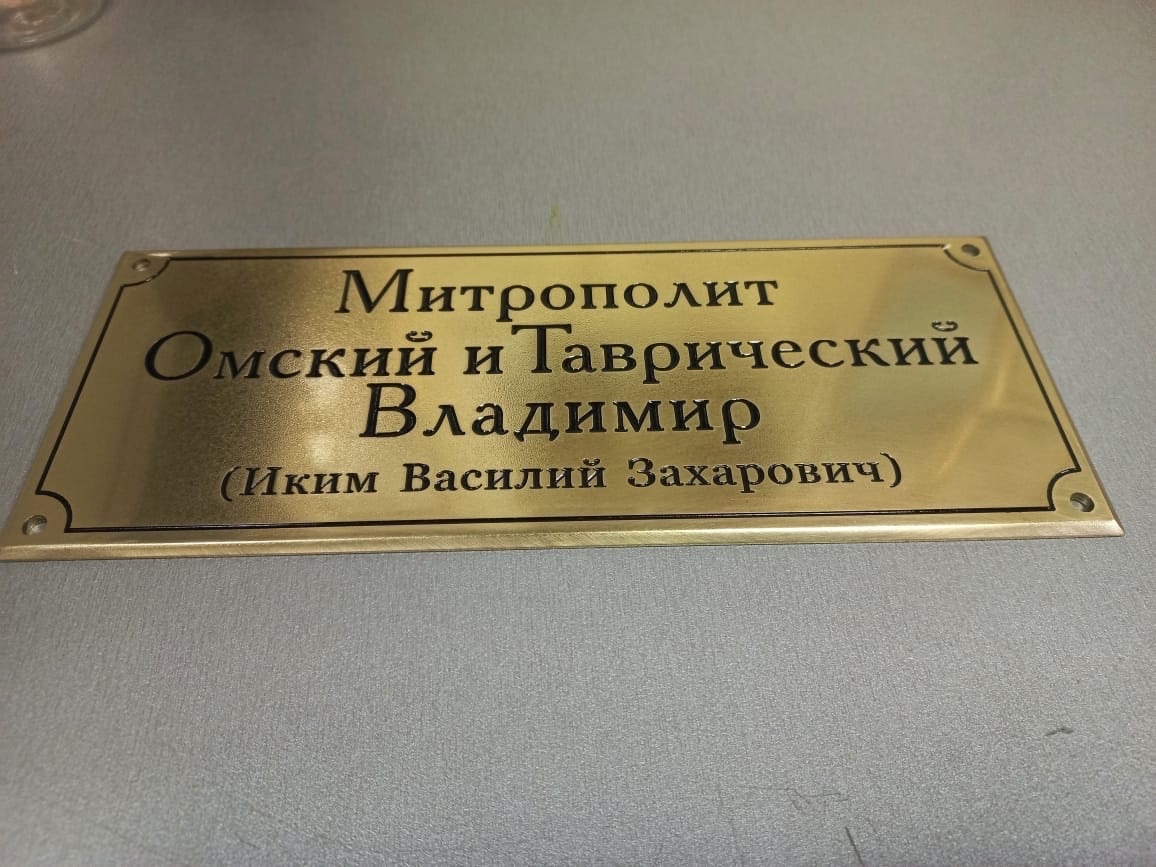 Митрополит
Омский и Таврический
Владимир
(Иким Василий Захарович)